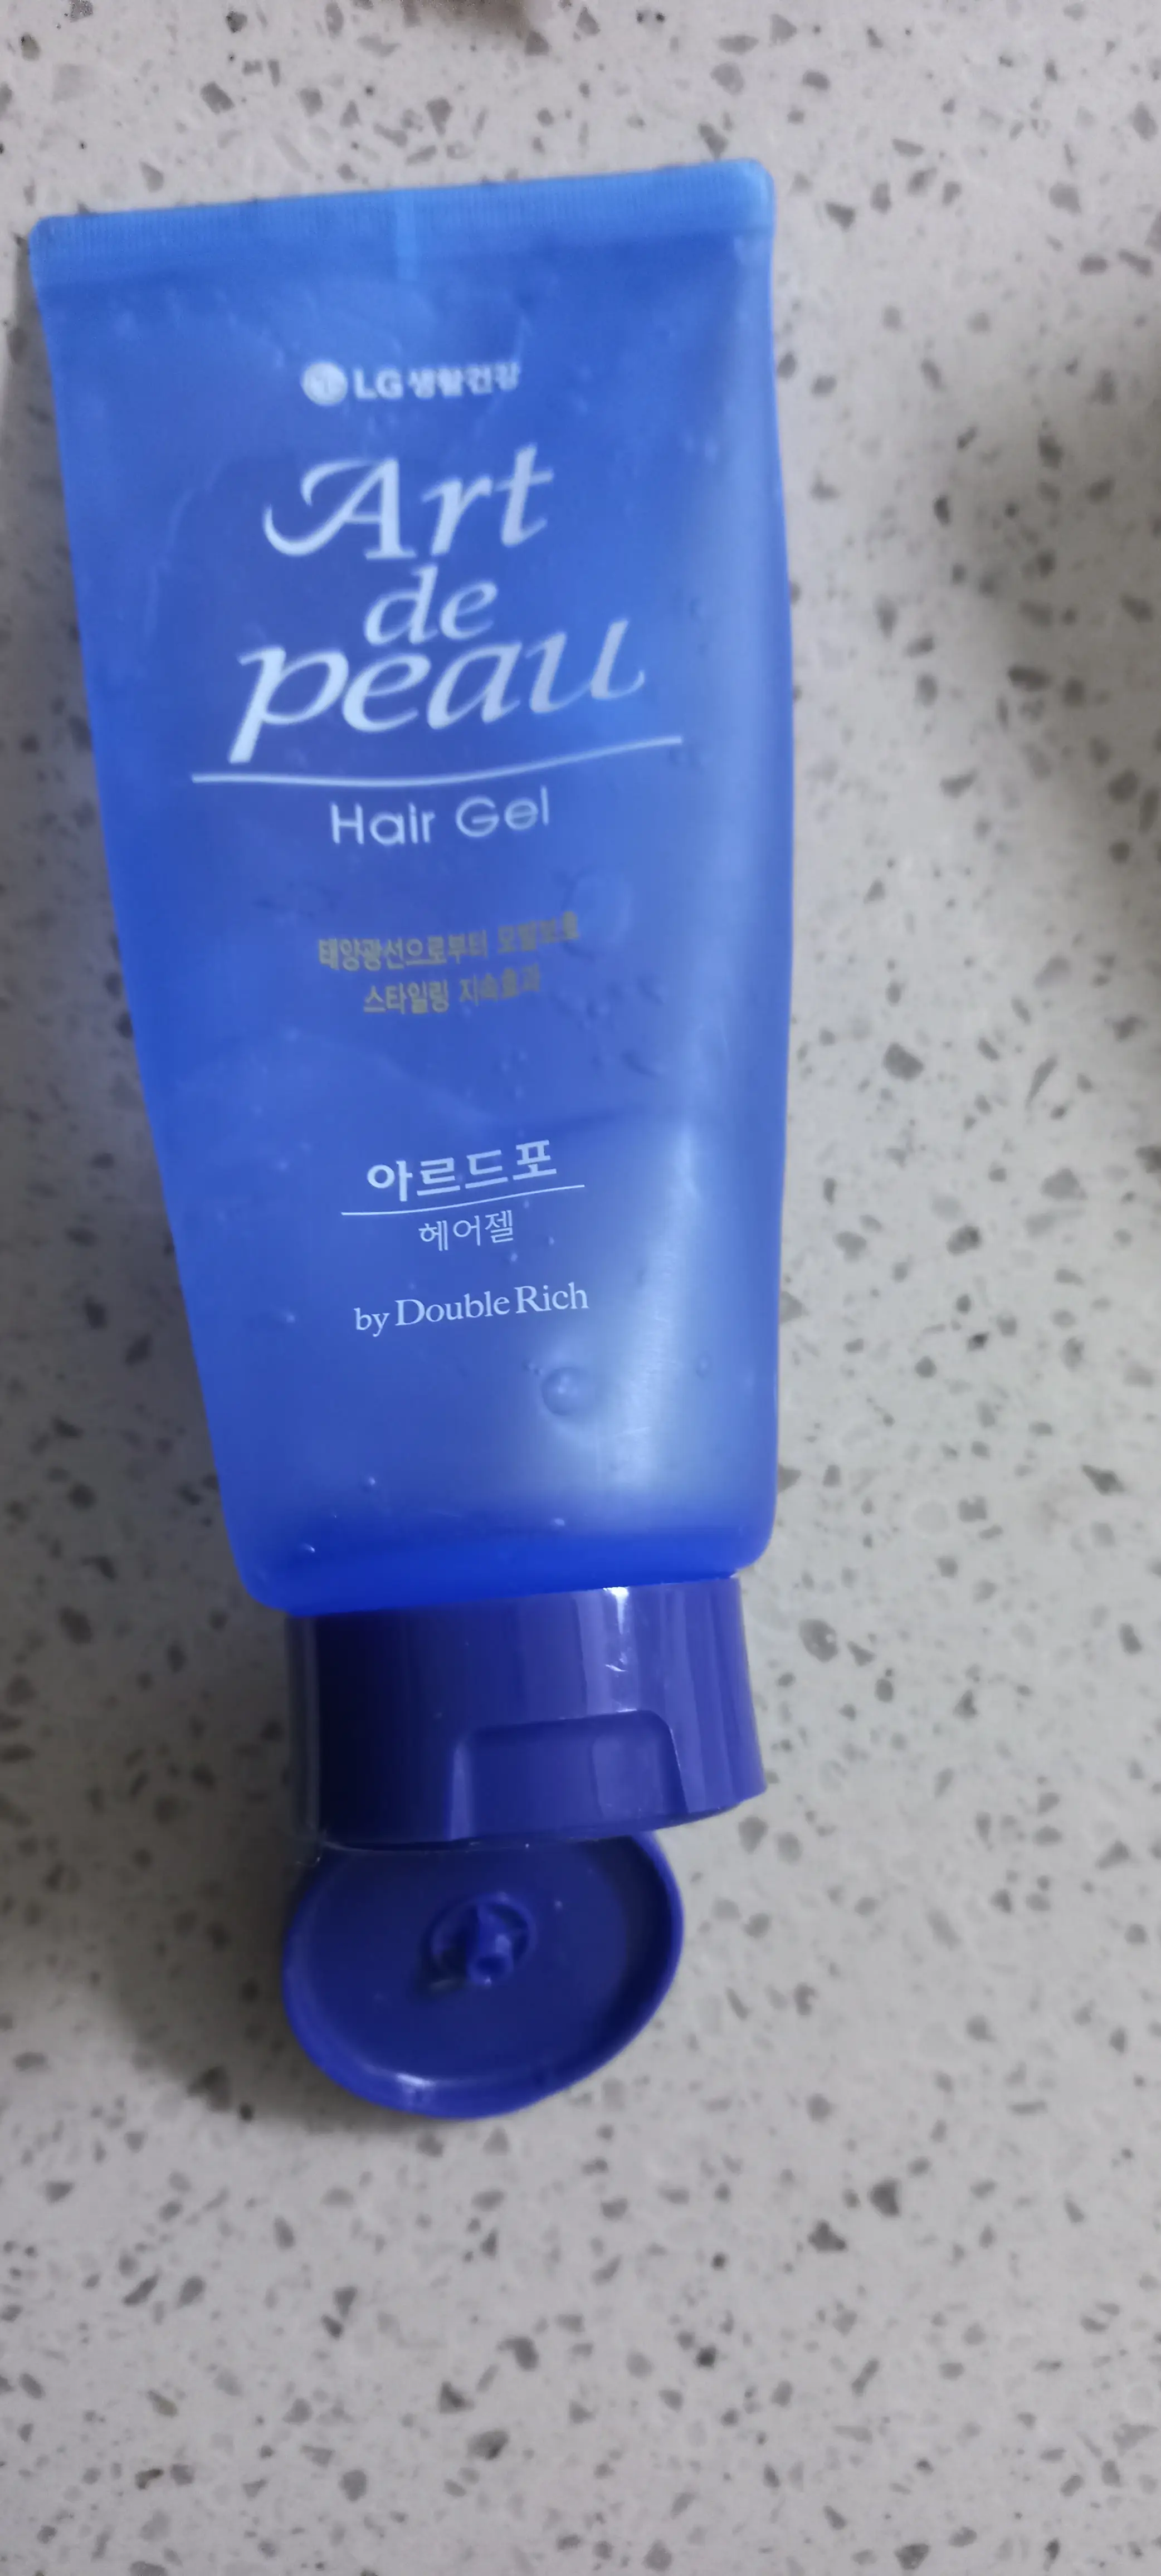 LG 생활건강
Art
de
peau
Hair Gel
태양광선으로부터 모발보호
스타일링 지속효과
아르드포
헤어젤
by Double Rich